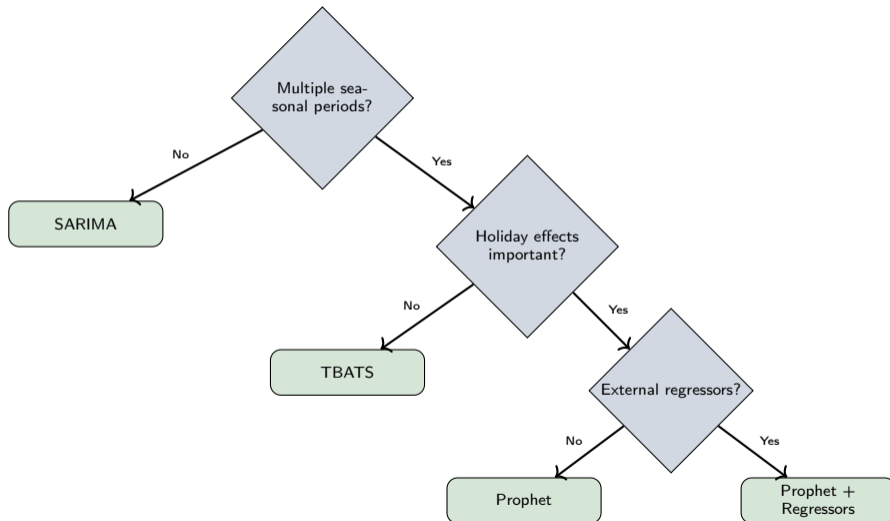 Multiple sea-
sonal periods?
No
Yes
SARIMA
Holiday effects
important?
No
Yes
TBATS
External regressors?
No
Yes
Prophet
Prophet +
Regressors